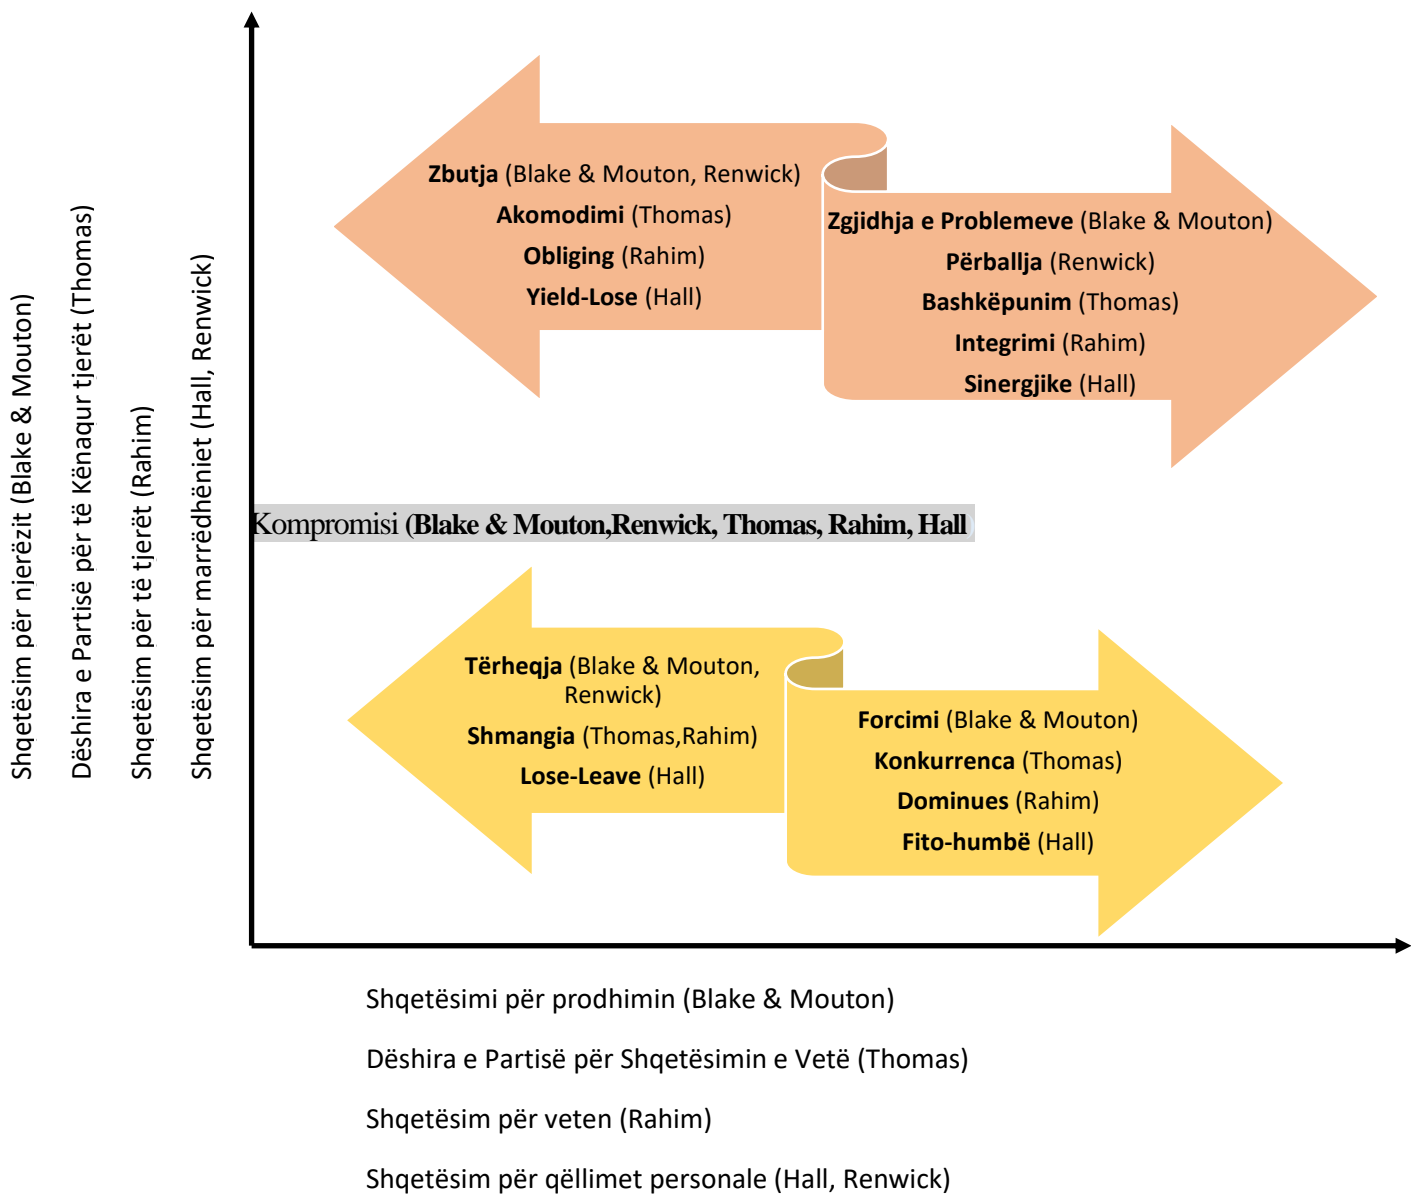 Shqetësim për njerëzit (Blake & Mouton)
Dëshira e Partisë për të Kënaqur tjerët (Thomas)
Shqetësim për të tjerët (Rahim)
Shqetësim për marrëdhëniet (Hall, Renwick)
Zbutja (Blake & Mouton, Renwick)
Akomodimi (Thomas)
Obliging (Rahim)
Yield-Lose (Hall)
Zgjidhja e Problemeve (Blake & Mouton)
Përballja (Renwick)
Bashkëpunim (Thomas)
Integrimi (Rahim)
Sinergjike (Hall)
Kompromisi (Blake & Mouton,Renwick, Thomas, Rahim, Hall)
Tërheqja (Blake & Mouton,
Renwick)
Shmangia (Thomas,Rahim)
Lose-Leave (Hall)
Forcimi (Blake & Mouton)
Konkurrenca (Thomas)
Dominues (Rahim)
Fito-humbë (Hall)
Shqetësimi për prodhimin (Blake & Mouton)
Dëshira e Partisë për Shqetësimin e Vetë (Thomas)
Shqetësim për veten (Rahim)
Shqetësim për qëllimet personale (Hall, Renwick)